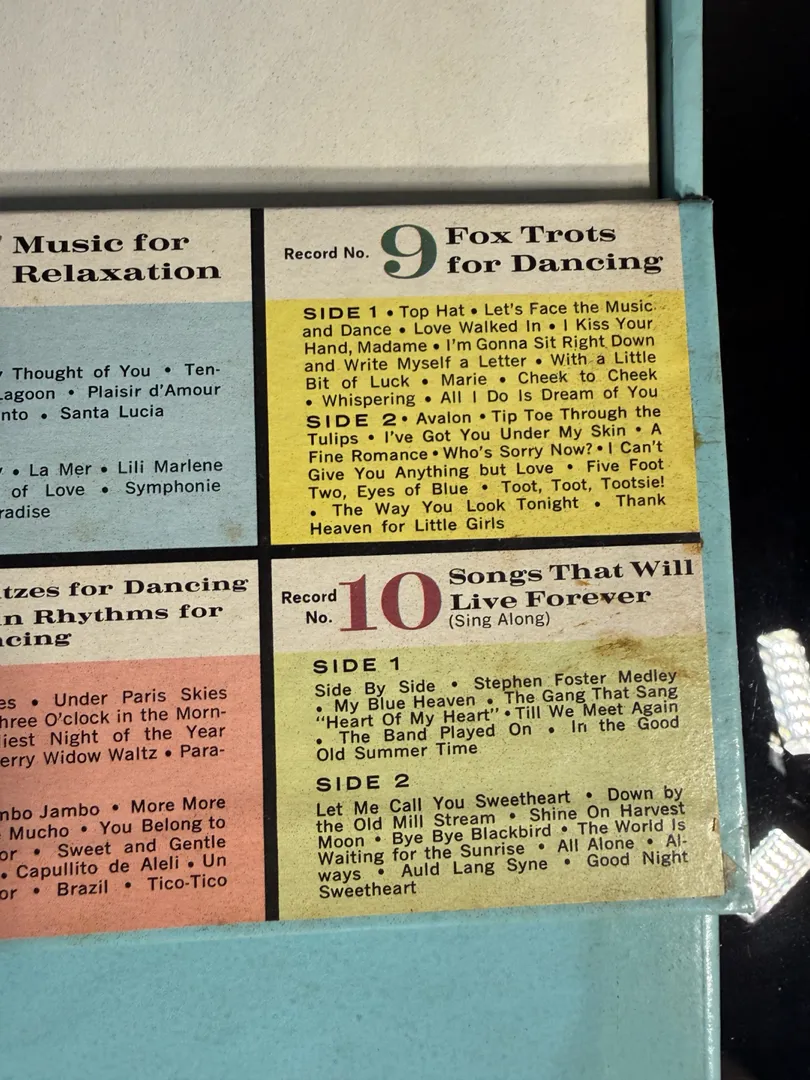 Music for
Relaxation
Thought of You • Ten-
Lagoon • Plaisir d'Amour
nto • Santa Lucia
• La Mer • Lili Marlene
of Love • Symphonie
radise
Record No. 9 Fox Trots
for Dancing
SIDE 1 • Top Hat • Let's Face the Music
and Dance • Love Walked In • I Kiss Your
Hand, Madame • I'm Gonna Sit Right Down
and Write Myself a Letter • With a Little
Bit of Luck • Marie • Cheek to Cheek
• Whispering • All I Do Is Dream of You
SIDE 2 • Avalon • Tip Toe Through the
Tulips • I've Got You Under My Skin • A
Fine Romance • Who's Sorry Now? • I Can't
Give You Anything but Love • Five Foot
Two, Eyes of Blue • Toot, Toot, Tootsie!
• The Way You Look Tonight • Thank
Heaven for Little Girls
tzes for Dancing
n Rhythms for
cing
es • Under Paris Skies
hree O'clock in the Morn-
liest Night of the Year
erry Widow Waltz • Para-
mbo Jambo • More More
Mucho • You Belong to
or • Sweet and Gentle
• Capullito de Aleli • Un
or • Brazil • Tico-Tico
Record No. 10 Songs That Will
Live Forever
(Sing Along)
SIDE 1
Side By Side • Stephen Foster Medley
• My Blue Heaven • The Gang That Sang
"Heart Of My Heart" • Till We Meet Again
• The Band Played On • In the Good
Old Summer Time
SIDE 2
Let Me Call You Sweetheart • Down by
the Old Mill Stream • Shine On Harvest
Moon • Bye Bye Blackbird • The World Is
Waiting for the Sunrise • All Alone • Al-
ways • Auld Lang Syne • Good Night
Sweetheart